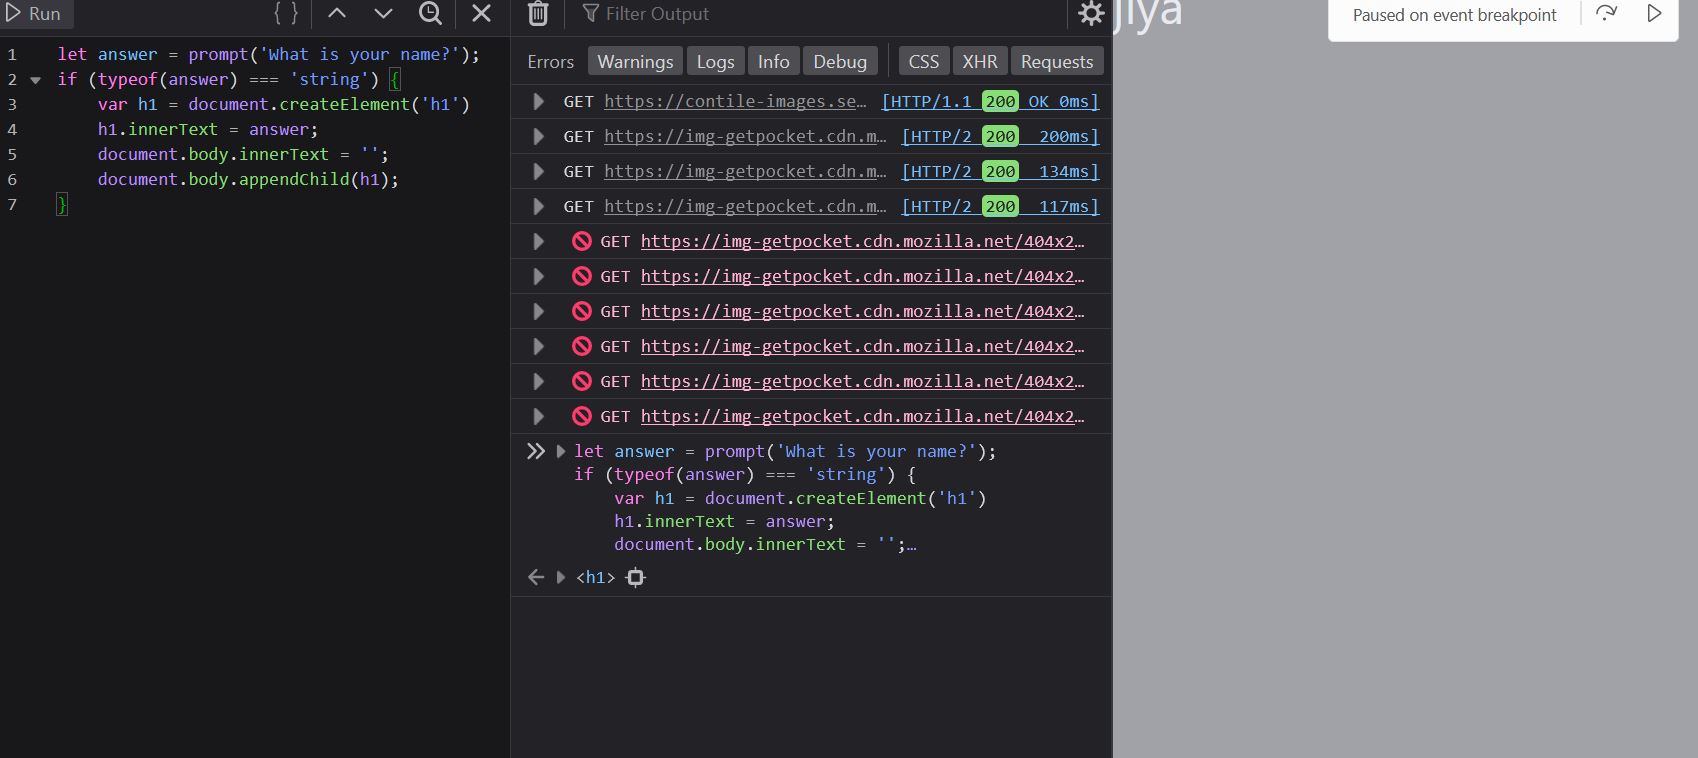 Run
{ }
1 let answer = prompt('What is your name?');
2 if (typeof(answer) === 'string') {
3 var h1 = document.createElement('h1')
4 h1.innerText = answer;
5 document.body.innerText = '';
6 document.body.appendChild(h1);
7 }
Filter Output
Errors Warnings Logs Info Debug CSS XHR Requests
GET https://contile-images.se… [HTTP/1.1 200 OK 0ms]
GET https://img-getpocket.cdn.m… [HTTP/2 200 200ms]
GET https://img-getpocket.cdn.m… [HTTP/2 200 134ms]
GET https://img-getpocket.cdn.m… [HTTP/2 200 117ms]
GET https://img-getpocket.cdn.mozilla.net/404x2…
GET https://img-getpocket.cdn.mozilla.net/404x2…
GET https://img-getpocket.cdn.mozilla.net/404x2…
GET https://img-getpocket.cdn.mozilla.net/404x2…
GET https://img-getpocket.cdn.mozilla.net/404x2…
GET https://img-getpocket.cdn.mozilla.net/404x2…
let answer = prompt('What is your name?');
if (typeof(answer) === 'string') {
var h1 = document.createElement('h1')
h1.innerText = answer;
document.body.innerText = '';…
<h1>
Paused on event breakpoint